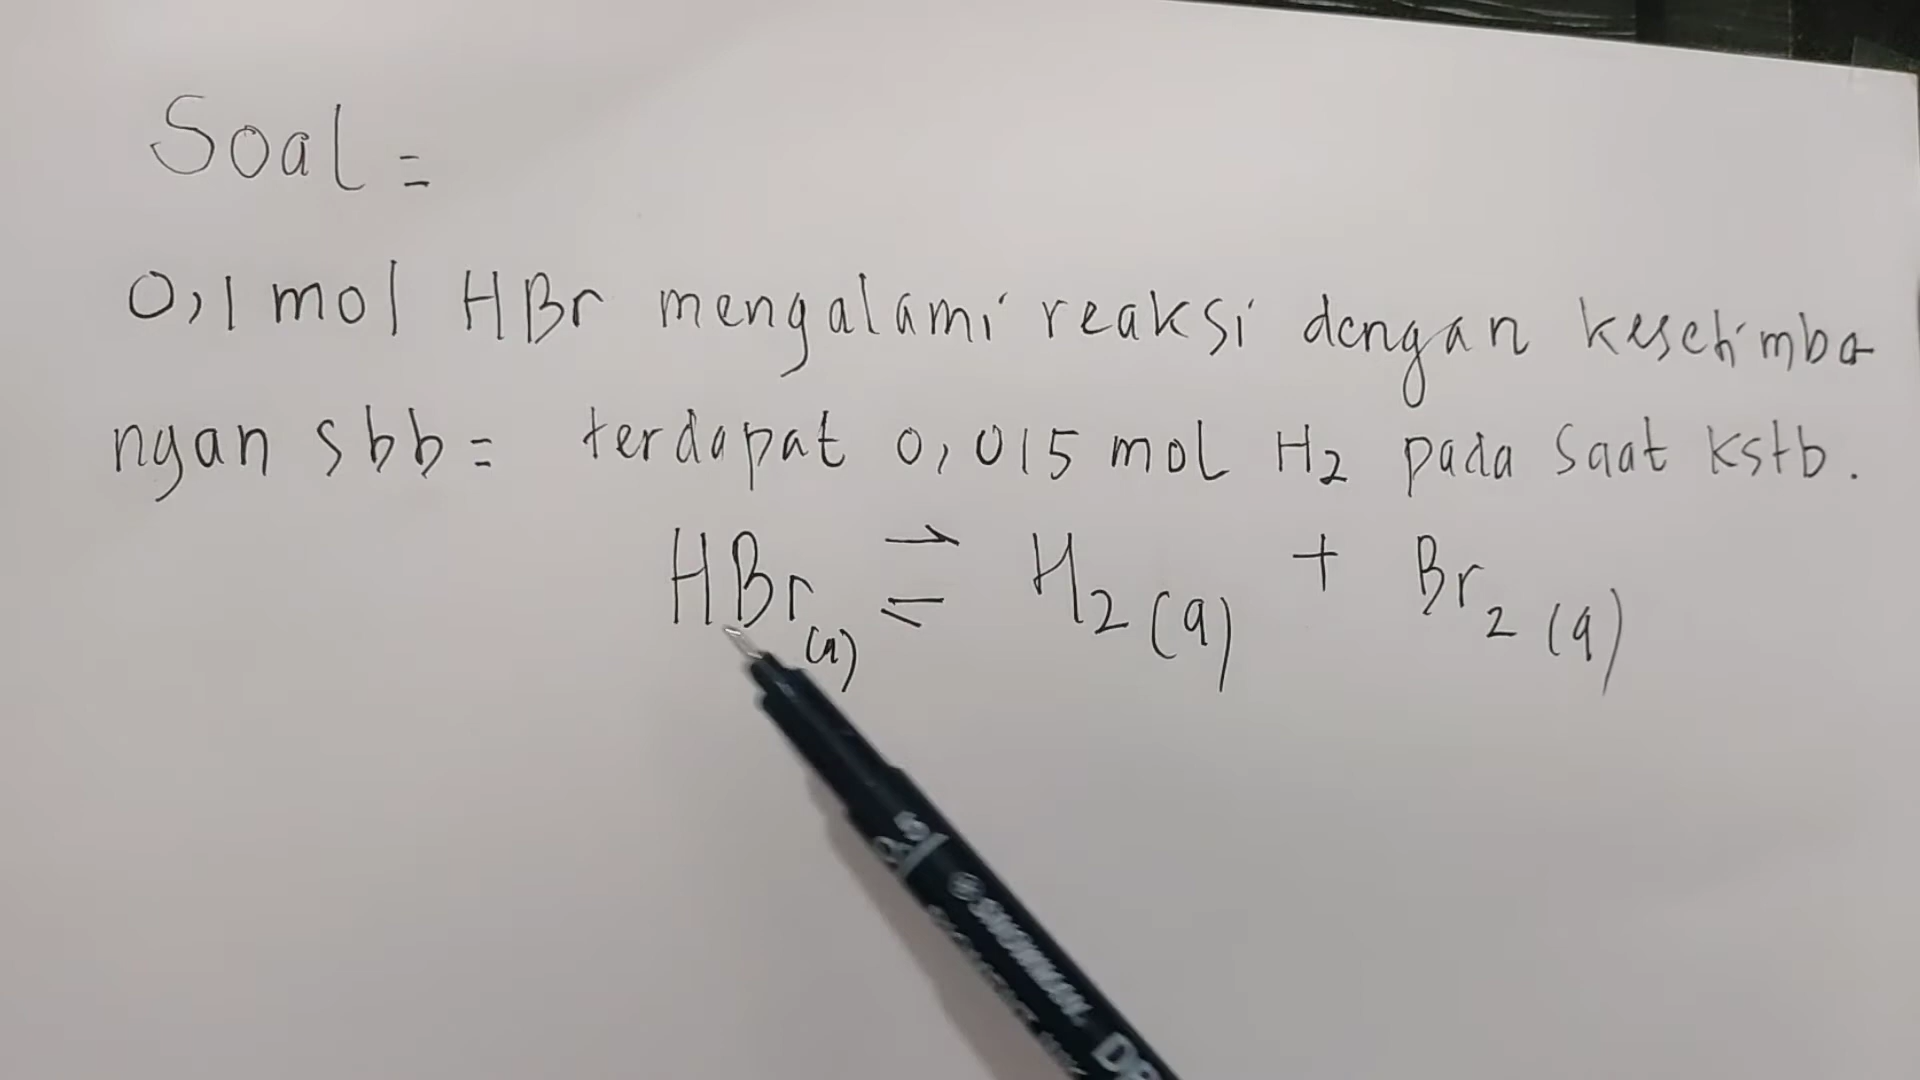 Soal =
0,1 mol HBr mengalami reaksi dengan kesetimba
ngan sbb = terdapat 0,015 mol H2 pada saat kstb.
HBr(g) ⇌ H2(g) + Br2(g)
SNOWMAN